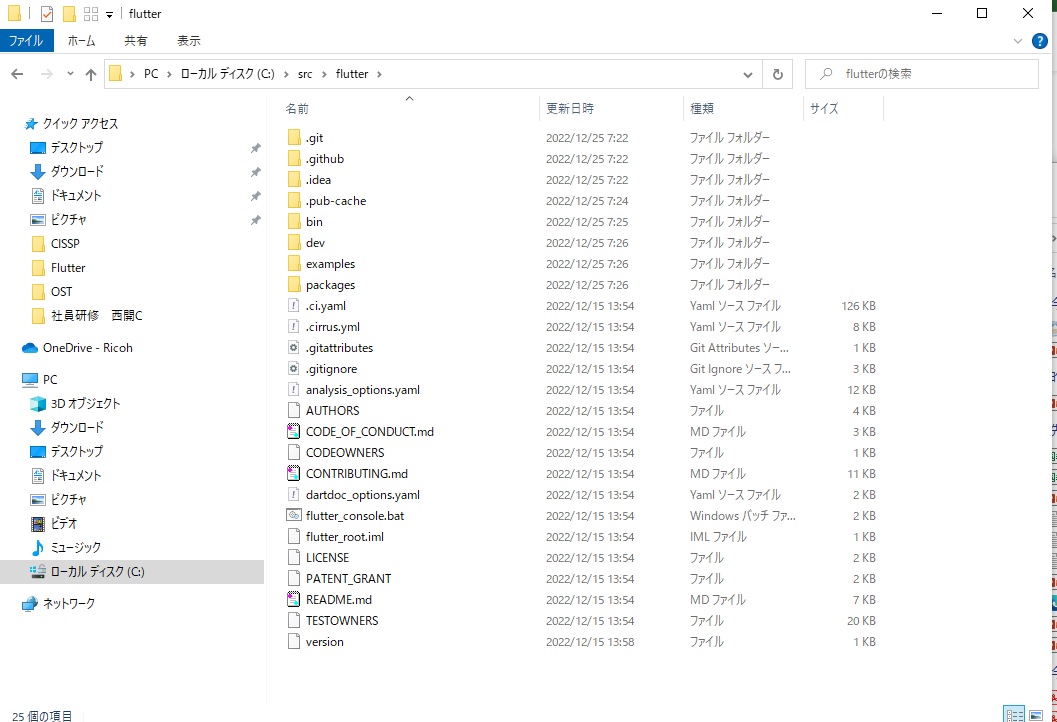 flutter
ファイル ホーム 共有 表示
PC ローカル ディスク (C:) src flutter flutterの検索
名前 更新日時 種類 サイズ
クイック アクセス
デスクトップ
ダウンロード
ドキュメント
ピクチャ
CISSP
Flutter
OST
社員研修　西開C
OneDrive - Ricoh
PC
3D オブジェクト
ダウンロード
デスクトップ
ドキュメント
ピクチャ
ビデオ
ミュージック
ローカル ディスク (C:)
ネットワーク
.git 2022/12/25 7:22 ファイル フォルダー
.github 2022/12/25 7:22 ファイル フォルダー
.idea 2022/12/25 7:22 ファイル フォルダー
.pub-cache 2022/12/25 7:24 ファイル フォルダー
bin 2022/12/25 7:25 ファイル フォルダー
dev 2022/12/25 7:26 ファイル フォルダー
examples 2022/12/25 7:26 ファイル フォルダー
packages 2022/12/25 7:26 ファイル フォルダー
.ci.yaml 2022/12/15 13:54 Yaml ソース ファイル 126 KB
.cirrus.yml 2022/12/15 13:54 Yaml ソース ファイル 8 KB
.gitattributes 2022/12/15 13:54 Git Attributes ソー... 1 KB
.gitignore 2022/12/15 13:54 Git Ignore ソース フ... 3 KB
analysis_options.yaml 2022/12/15 13:54 Yaml ソース ファイル 12 KB
AUTHORS 2022/12/15 13:54 ファイル 4 KB
CODE_OF_CONDUCT.md 2022/12/15 13:54 MD ファイル 3 KB
CODEOWNERS 2022/12/15 13:54 ファイル 1 KB
CONTRIBUTING.md 2022/12/15 13:54 MD ファイル 11 KB
dartdoc_options.yaml 2022/12/15 13:54 Yaml ソース ファイル 2 KB
flutter_console.bat 2022/12/15 13:54 Windows バッチ ファ... 2 KB
flutter_root.iml 2022/12/15 13:54 IML ファイル 1 KB
LICENSE 2022/12/15 13:54 ファイル 2 KB
PATENT_GRANT 2022/12/15 13:54 ファイル 2 KB
README.md 2022/12/15 13:54 MD ファイル 7 KB
TESTOWNERS 2022/12/15 13:54 ファイル 20 KB
version 2022/12/15 13:58 ファイル 1 KB
25 個の項目